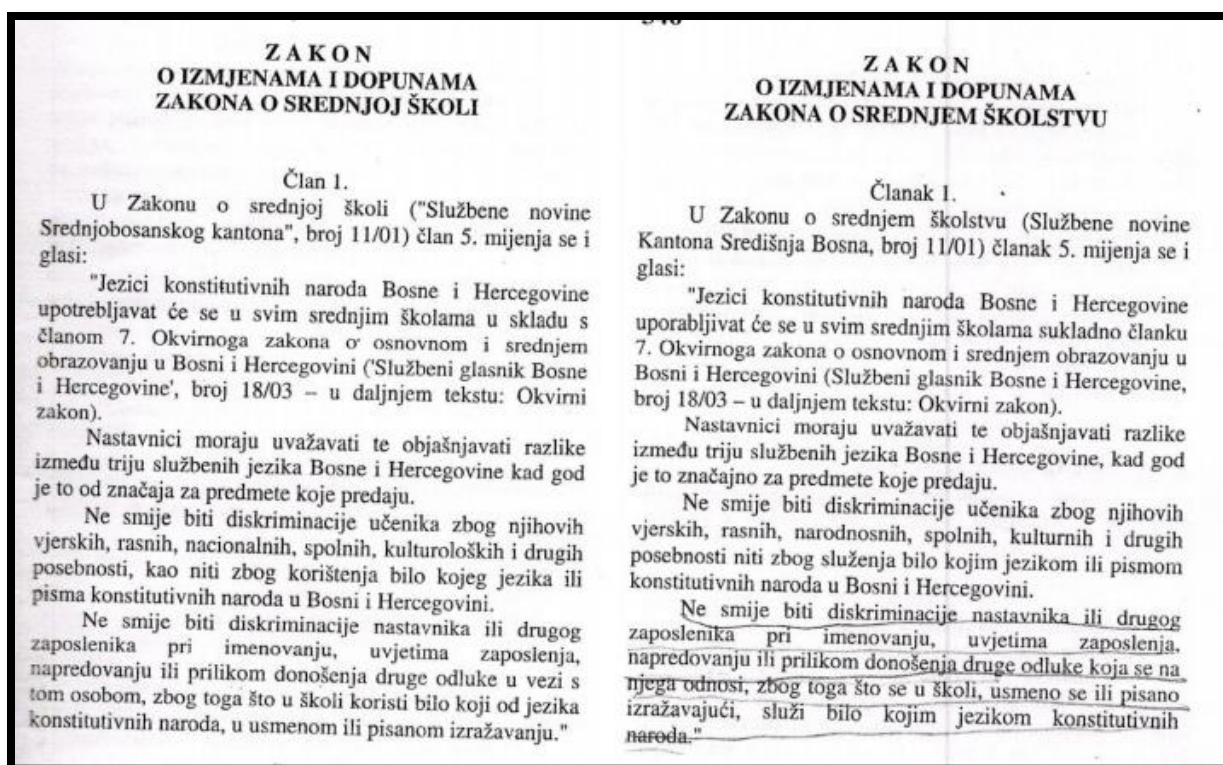 ZAKON
O IZMJENAMA I DOPUNAMA
ZAKONA O SREDNJOJ ŠKOLI
Član 1.
U Zakonu o srednjoj školi ("Službene novine
Srednjobosanskog kantona", broj 11/01) član 5. mijenja se i
glasi:
"Jezici konstitutivnih naroda Bosne i Hercegovine
upotrebljavat će se u svim srednjim školama u skladu s
članom 7. Okvirnoga zakona o osnovnom i srednjem
obrazovanju u Bosni i Hercegovini ('Službeni glasnik Bosne
i Hercegovine', broj 18/03 – u daljnjem tekstu: Okvirni
zakon).
Nastavnici moraju uvažavati te objašnjavati razlike
između triju službenih jezika Bosne i Hercegovine kad god
je to od značaja za predmete koje predaju.
Ne smije biti diskriminacije učenika zbog njihovih
vjerskih, rasnih, nacionalnih, spolnih, kulturoloških i drugih
posebnosti, kao niti zbog korištenja bilo kojeg jezika ili
pisma konstitutivnih naroda u Bosni i Hercegovini.
Ne smije biti diskriminacije nastavnika ili drugog
zaposlenika pri imenovanju, uvjetima zaposlenja,
napredovanju ili prilikom donošenja druge odluke u vezi s
tom osobom, zbog toga što u školi koristi bilo koji od jezika
konstitutivnih naroda, u usmenom ili pisanom izražavanju."
ZAKON
O IZMJENAMA I DOPUNAMA
ZAKONA O SREDNJEM ŠKOLSTVU
Članak 1.
U Zakonu o srednjem školstvu (Službene novine
Kantona Središnja Bosna, broj 11/01) članak 5. mijenja se i
glasi:
"Jezici konstitutivnih naroda Bosne i Hercegovine
uporabljivat će se u svim srednjim školama sukladno članku
7. Okvirnoga zakona o osnovnom i srednjem obrazovanju u
Bosni i Hercegovini (Službeni glasnik Bosne i Hercegovine,
broj 18/03 – u daljnjem tekstu: Okvirni zakon).
Nastavnici moraju uvažavati te objašnjavati razlike
između triju službenih jezika Bosne i Hercegovine, kad god
je to značajno za predmete koje predaju.
Ne smije biti diskriminacije učenika zbog njihovih
vjerskih, rasnih, narodnosnih, spolnih, kulturnih i drugih
posebnosti niti zbog služenja bilo kojim jezikom ili pismom
konstitutivnih naroda u Bosni i Hercegovini.
Ne smije biti diskriminacije nastavnika ili drugog
zaposlenika pri imenovanju, uvjetima zaposlenja,
napredovanju ili prilikom donošenja druge odluke koja se na
njega odnosi, zbog toga što se u školi, usmeno se ili pisano
izražavajući, služi bilo kojim jezikom konstitutivnih
naroda."